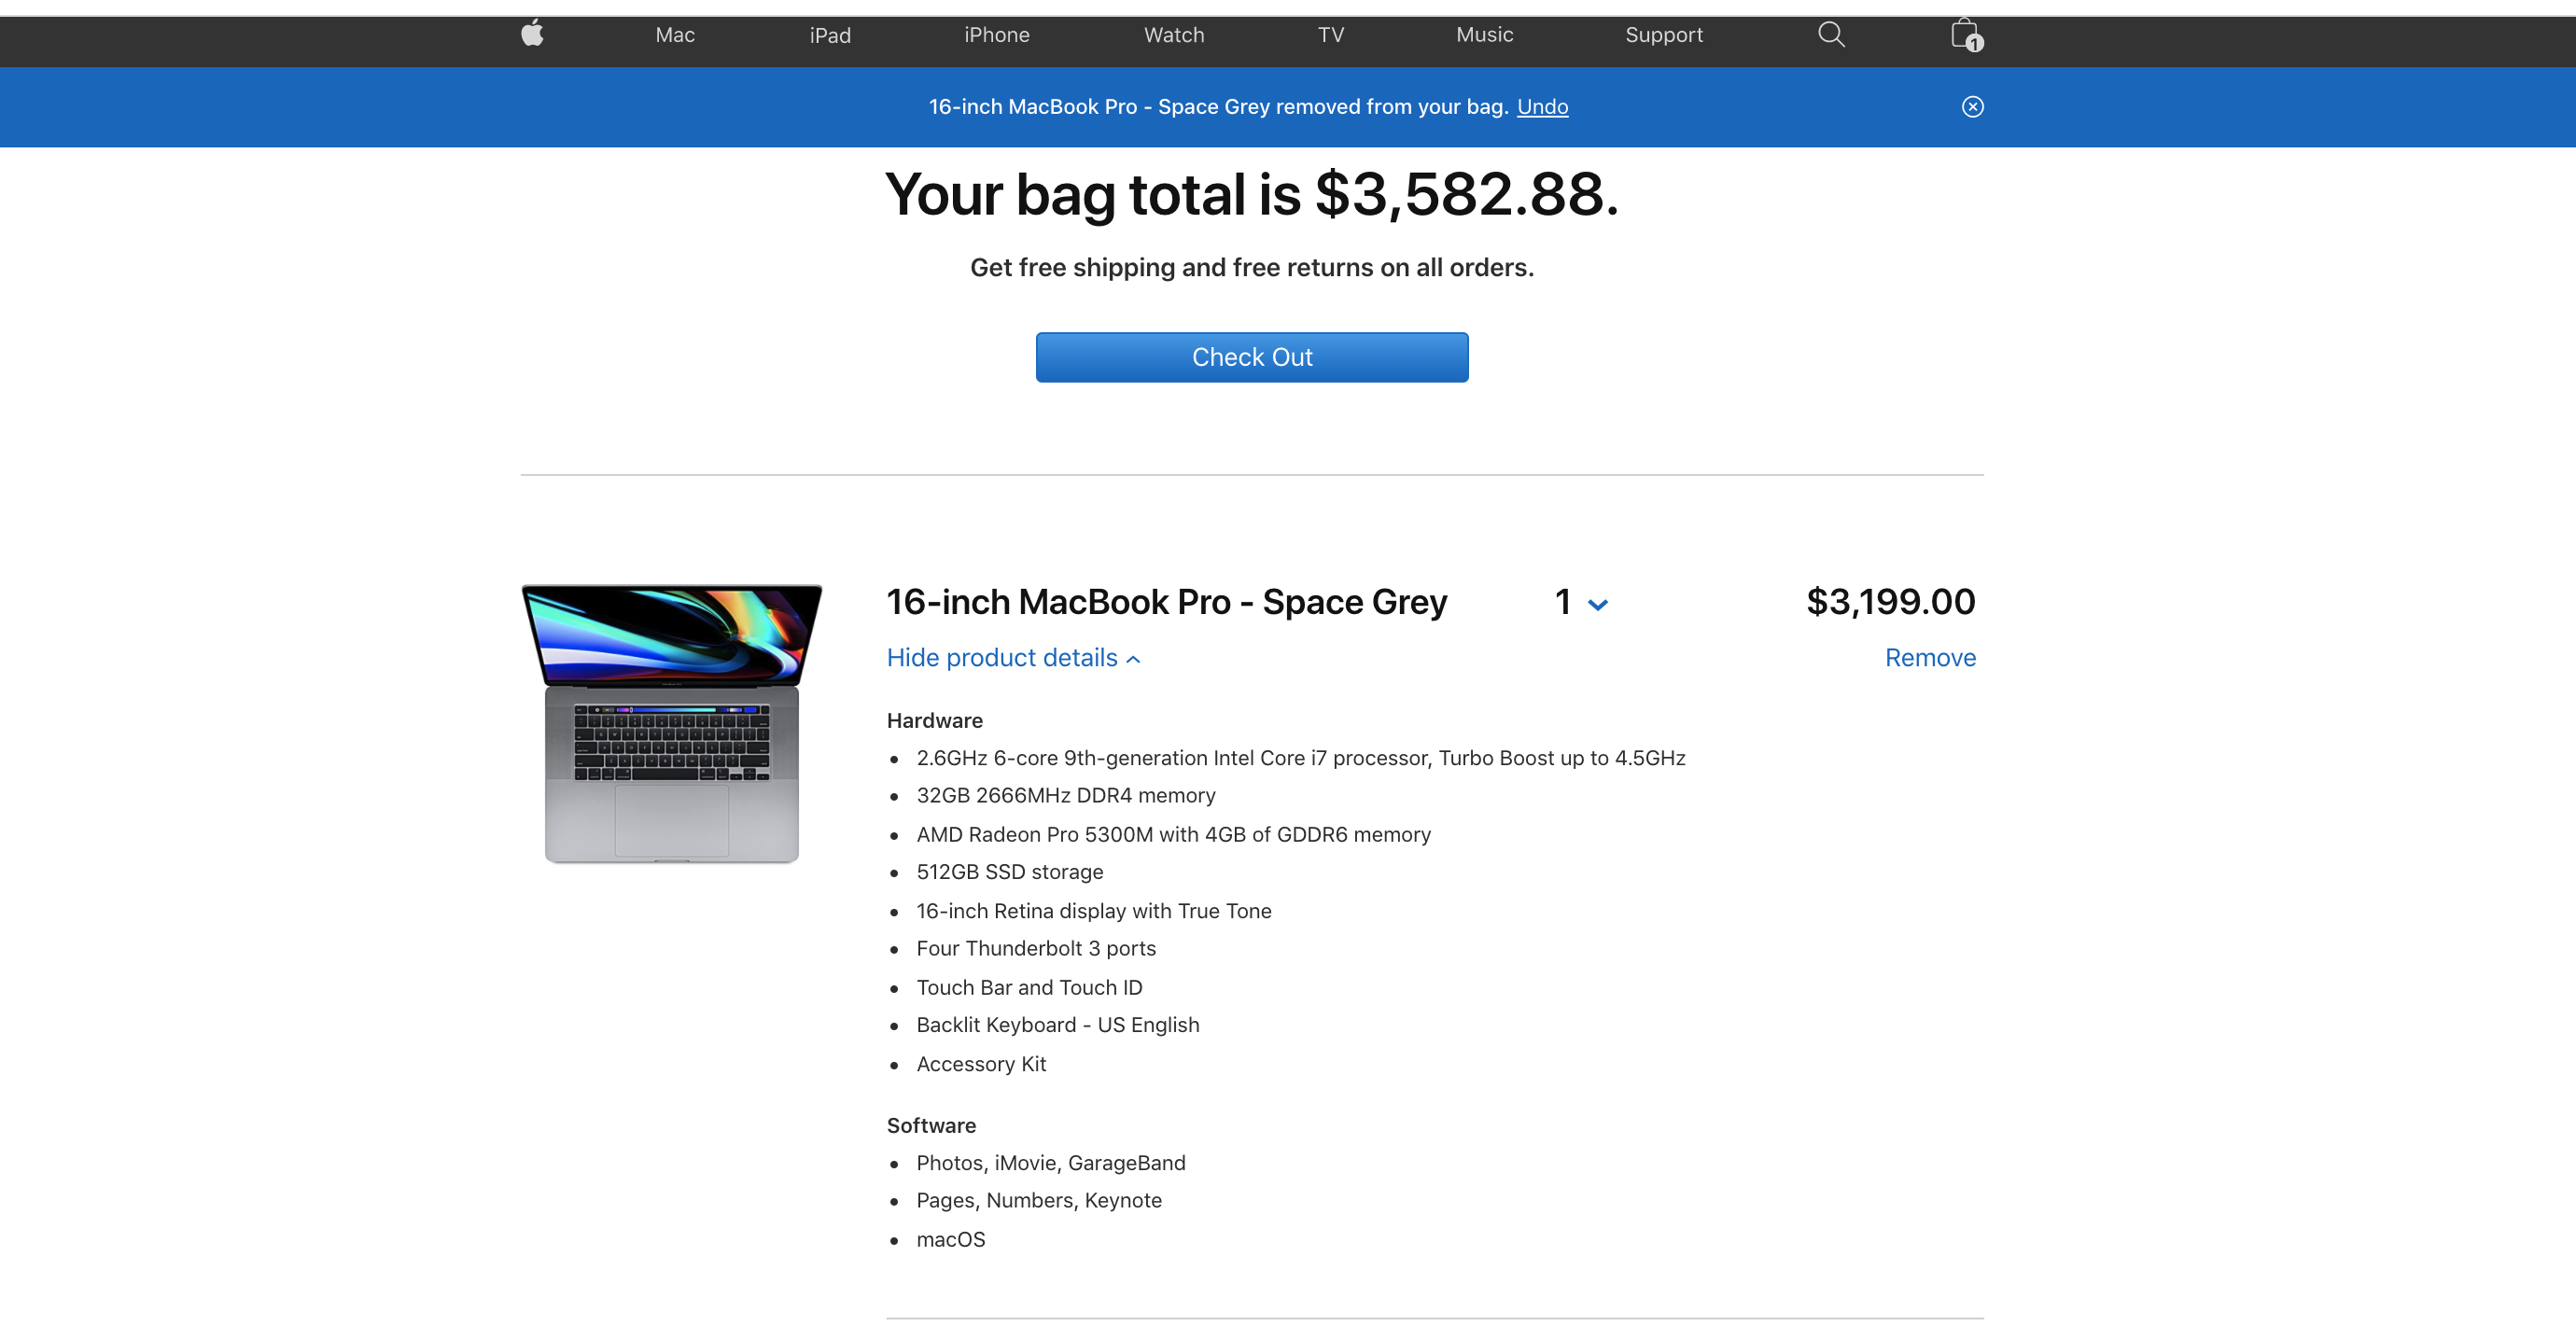 Mac iPad iPhone Watch TV Music Support 1
16-inch MacBook Pro - Space Grey removed from your bag. Undo
Your bag total is $3,582.88.
Get free shipping and free returns on all orders.
Check Out
16-inch MacBook Pro - Space Grey 1 $3,199.00
Hide product details Remove
Hardware
• 2.6GHz 6-core 9th-generation Intel Core i7 processor, Turbo Boost up to 4.5GHz
• 32GB 2666MHz DDR4 memory
• AMD Radeon Pro 5300M with 4GB of GDDR6 memory
• 512GB SSD storage
• 16-inch Retina display with True Tone
• Four Thunderbolt 3 ports
• Touch Bar and Touch ID
• Backlit Keyboard - US English
• Accessory Kit
Software
• Photos, iMovie, GarageBand
• Pages, Numbers, Keynote
• macOS